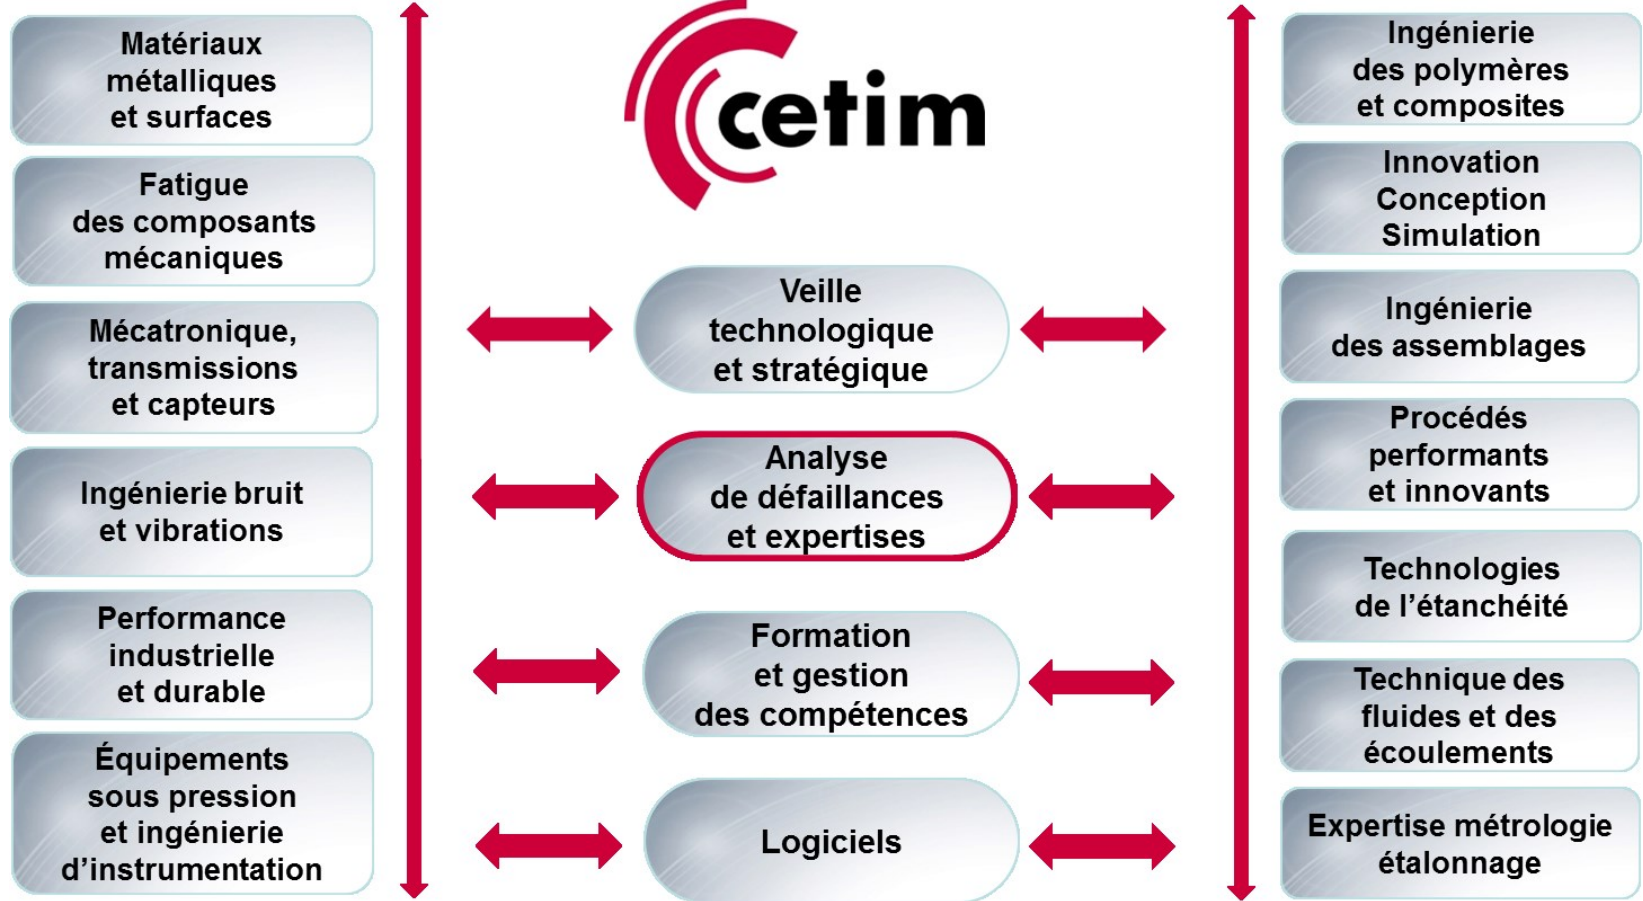 Matériaux
métalliques
et surfaces
Fatigue
des composants
mécaniques
Mécatronique,
transmissions
et capteurs
Ingénierie bruit
et vibrations
Performance
industrielle
et durable
Équipements
sous pression
et ingénierie
d’instrumentation
cetim
Veille
technologique
et stratégique
Analyse
de défaillances
et expertises
Formation
et gestion
des compétences
Logiciels
Ingénierie
des polymères
et composites
Innovation
Conception
Simulation
Ingénierie
des assemblages
Procédés
performants
et innovants
Technologies
de l’étanchéité
Technique des
fluides et des
écoulements
Expertise métrologie
étalonnage